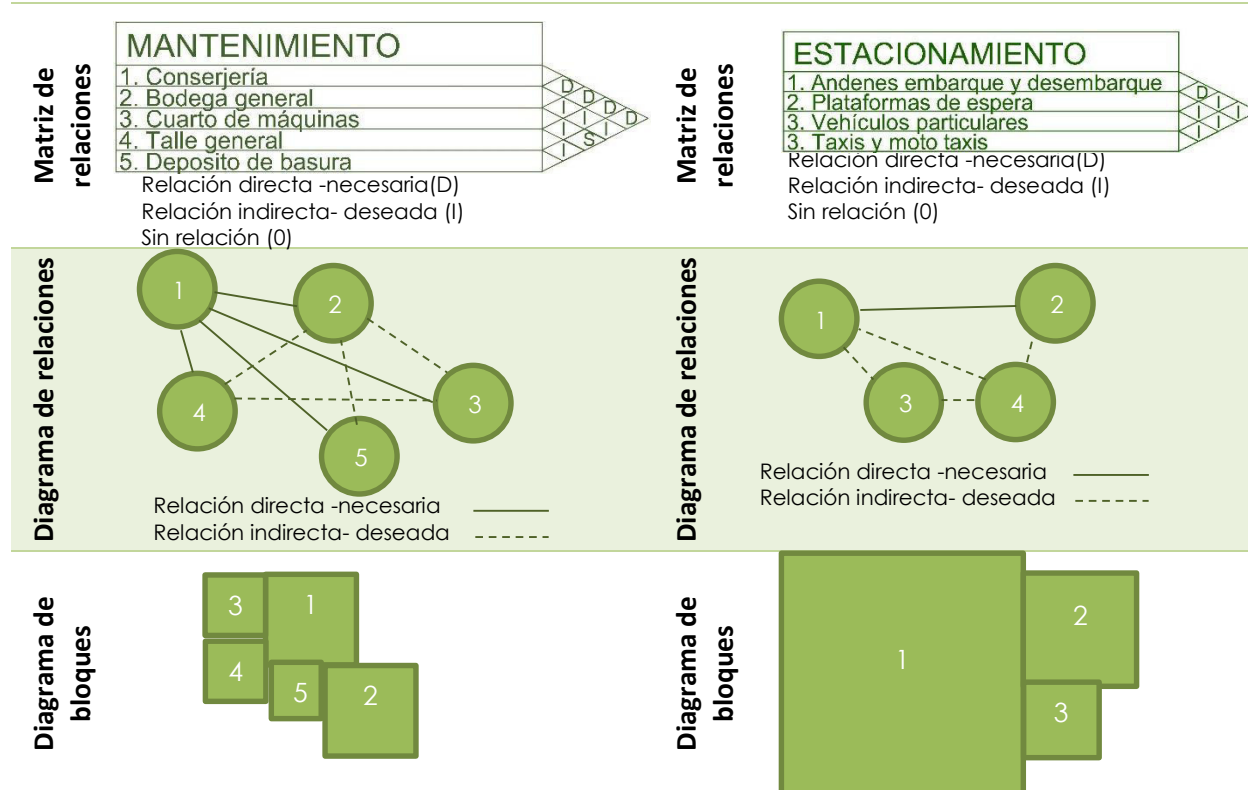 Matriz de
relaciones
MANTENIMIENTO
1. Conserjería
2. Bodega general
3. Cuarto de máquinas
4. Talle general
5. Deposito de basura
D
D
D
D
I
I
I
I
S
I
Relación directa -necesaria(D)
Relación indirecta- deseada (I)
Sin relación (0)
Matriz de
relaciones
ESTACIONAMIENTO
1. Andenes embarque y desembarque
2. Plataformas de espera
3. Vehículos particulares
3. Taxis y moto taxis
D
I
I
I
I
I
Relación directa -necesaria(D)
Relación indirecta- deseada (I)
Sin relación (0)
Diagrama de relaciones
1
2
3
4
5
Relación directa -necesaria
Relación indirecta- deseada
Diagrama de relaciones
1
2
3
4
Relación directa -necesaria
Relación indirecta- deseada
Diagrama de
bloques
3
1
4
5
2
Diagrama de
bloques
1
2
3